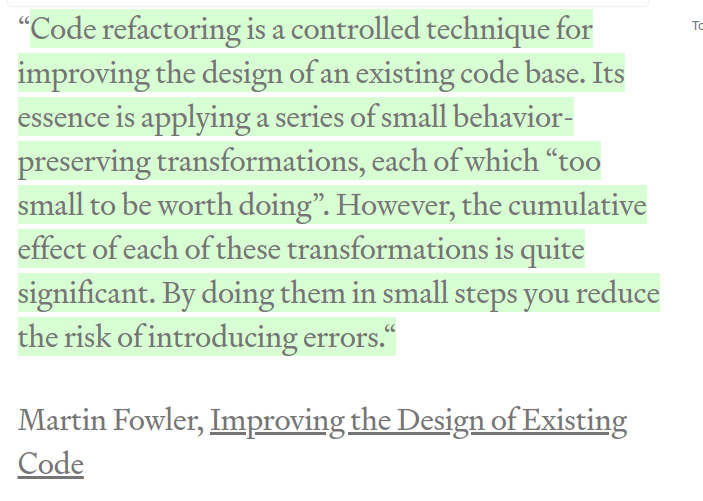 “Code refactoring is a controlled technique for
improving the design of an existing code base. Its
essence is applying a series of small behavior-
preserving transformations, each of which “too
small to be worth doing”. However, the cumulative
effect of each of these transformations is quite
significant. By doing them in small steps you reduce
the risk of introducing errors.“
Martin Fowler, Improving the Design of Existing
Code